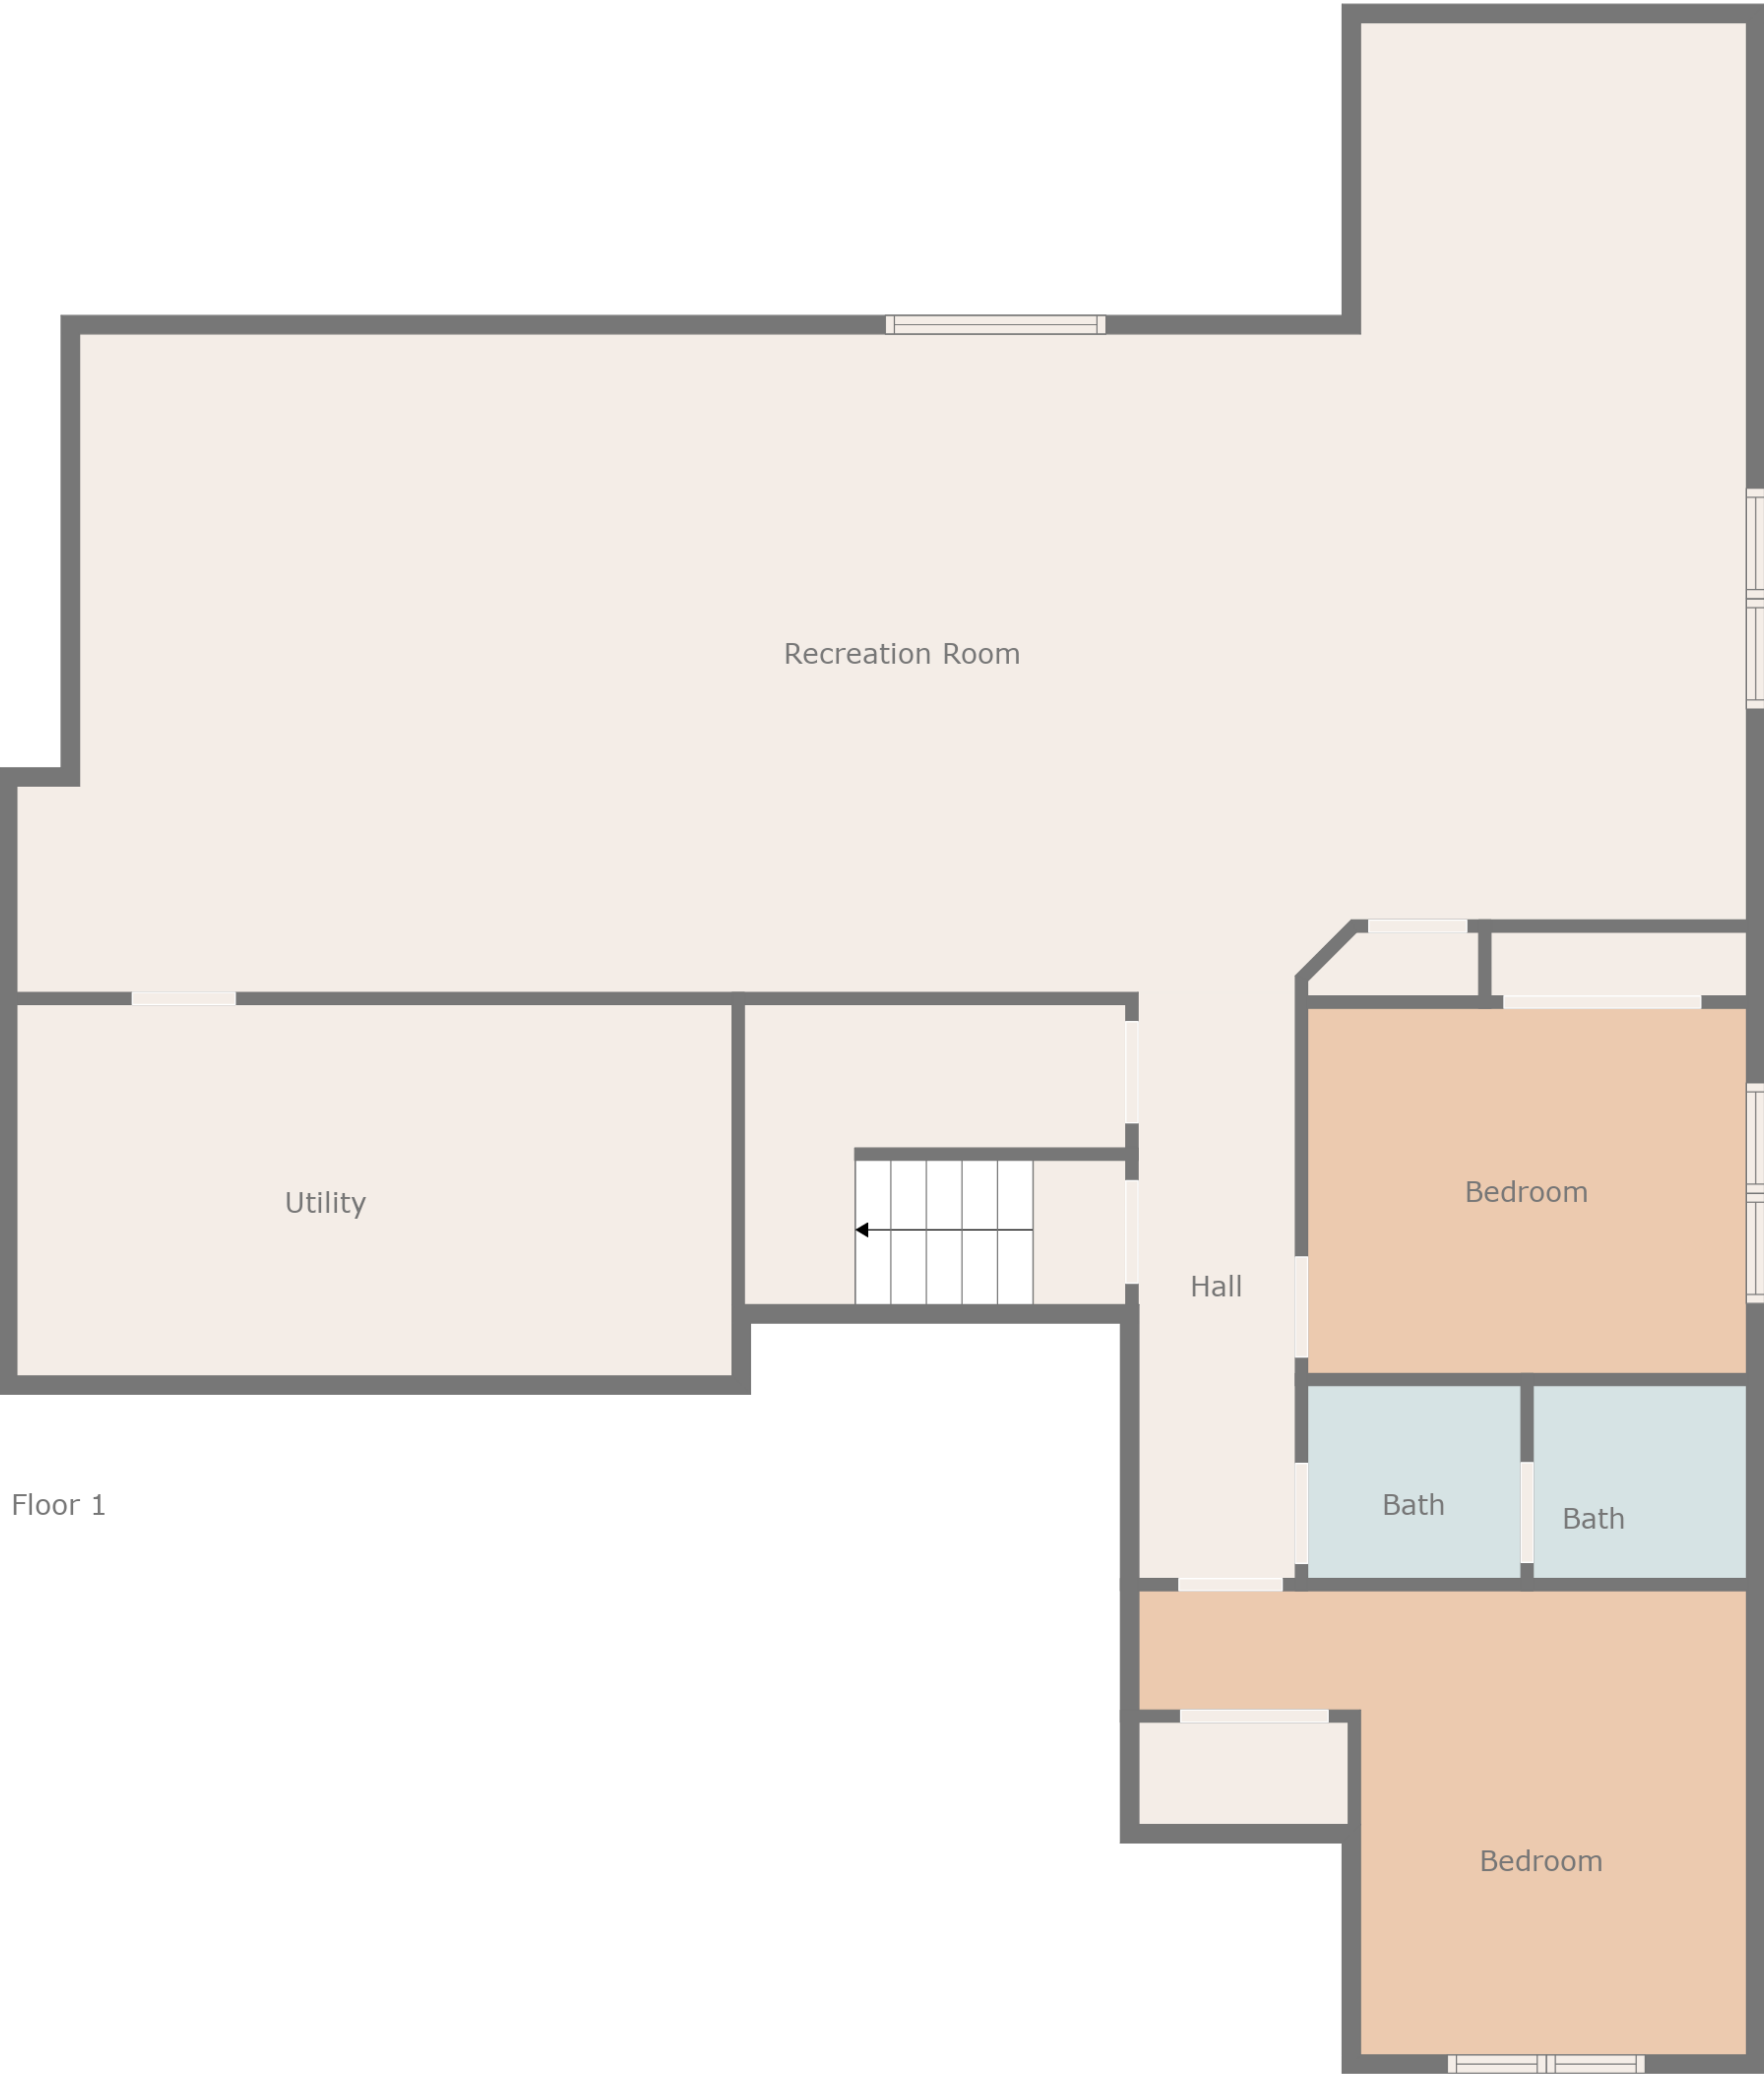 Recreation Room
Utility
Bedroom
Hall
Floor 1
Bath
Bath
Bedroom